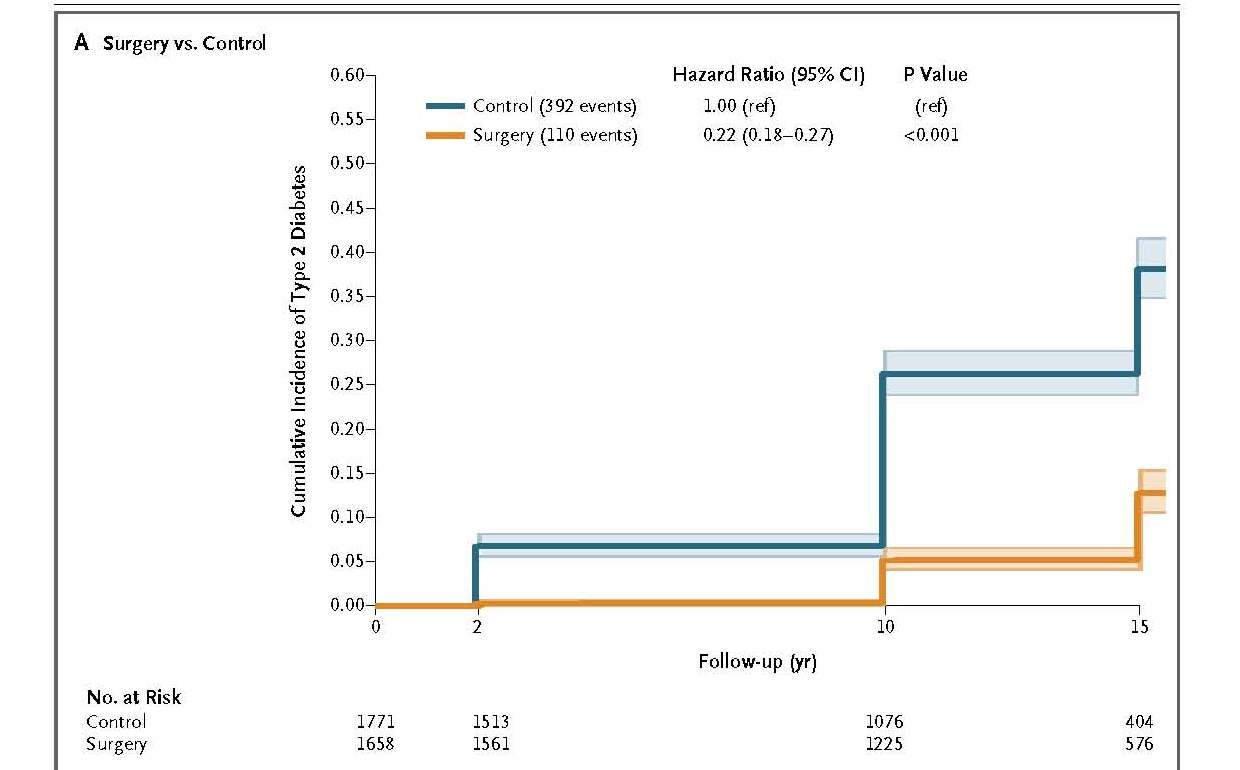 A Surgery vs. Control
Hazard Ratio (95% CI) P Value
Control (392 events) 1.00 (ref) (ref)
Surgery (110 events) 0.22 (0.18–0.27) <0.001
Cumulative Incidence of Type 2 Diabetes
0.60
0.55
0.50
0.45
0.40
0.35
0.30
0.25
0.20
0.15
0.10
0.05
0.00
0 2 10 15
Follow-up (yr)
No. at Risk
Control 1771 1513 1076 404
Surgery 1658 1561 1225 576